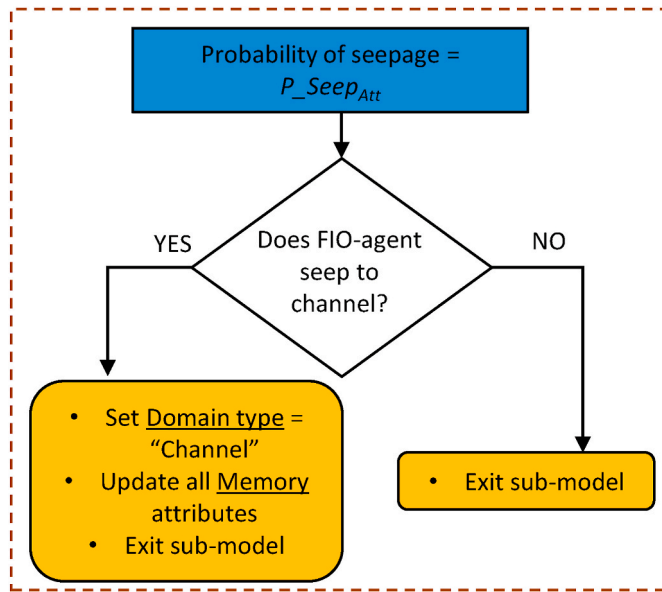 Probability of seepage =
P_Seep_Att
YES
Does FIO-agent
seep to
channel?
NO
• Set Domain type =
“Channel”
• Update all Memory
attributes
• Exit sub-model
• Exit sub-model